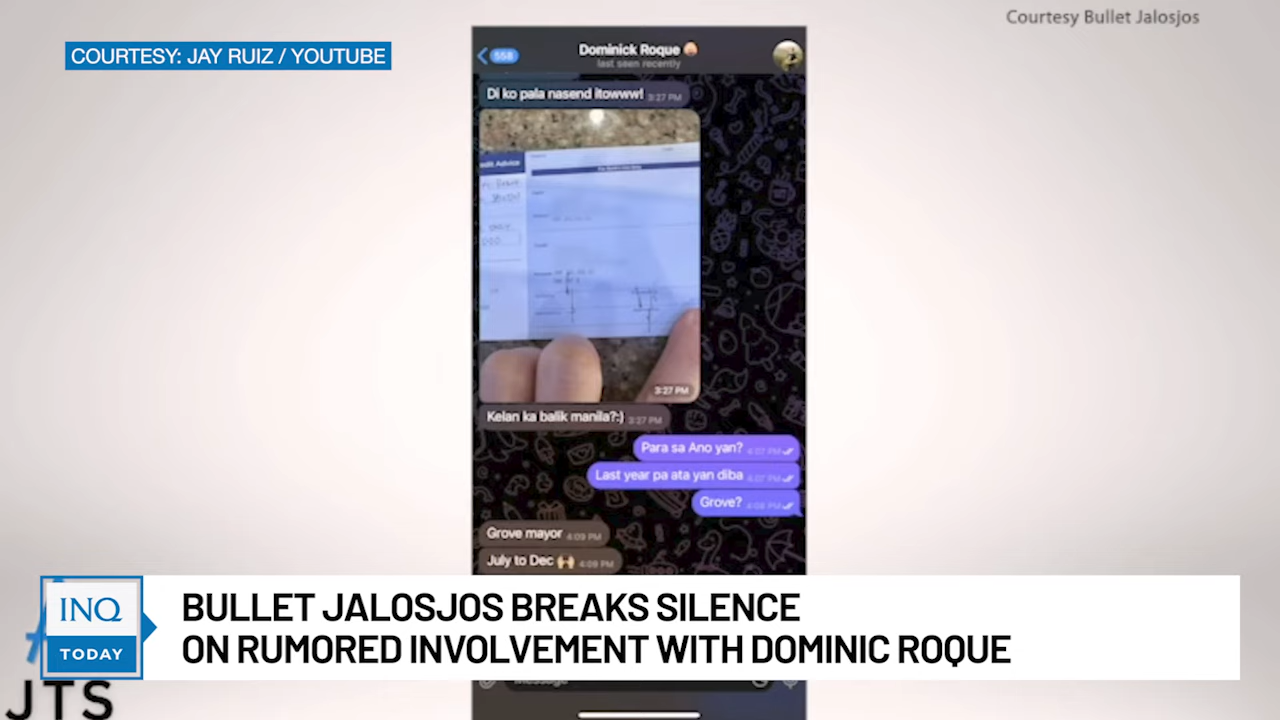 Courtesy Bullet Jalosjos
COURTESY: JAY RUIZ / YOUTUBE
558
Dominick Roque
last seen recently
Di ko pala nasend itowww! 3:27 PM
edit Advice
3:27 PM
Kelan ka balik manila?:) 3:27 PM
Para sa Ano yan? 4:07 PM
Last year pa ata yan diba 4:07 PM
Grove? 4:08 PM
Grove mayor 4:09 PM
July to Dec 4:09 PM
INQ
TODAY
BULLET JALOSJOS BREAKS SILENCE
ON RUMORED INVOLVEMENT WITH DOMINIC ROQUE
Message
JTS